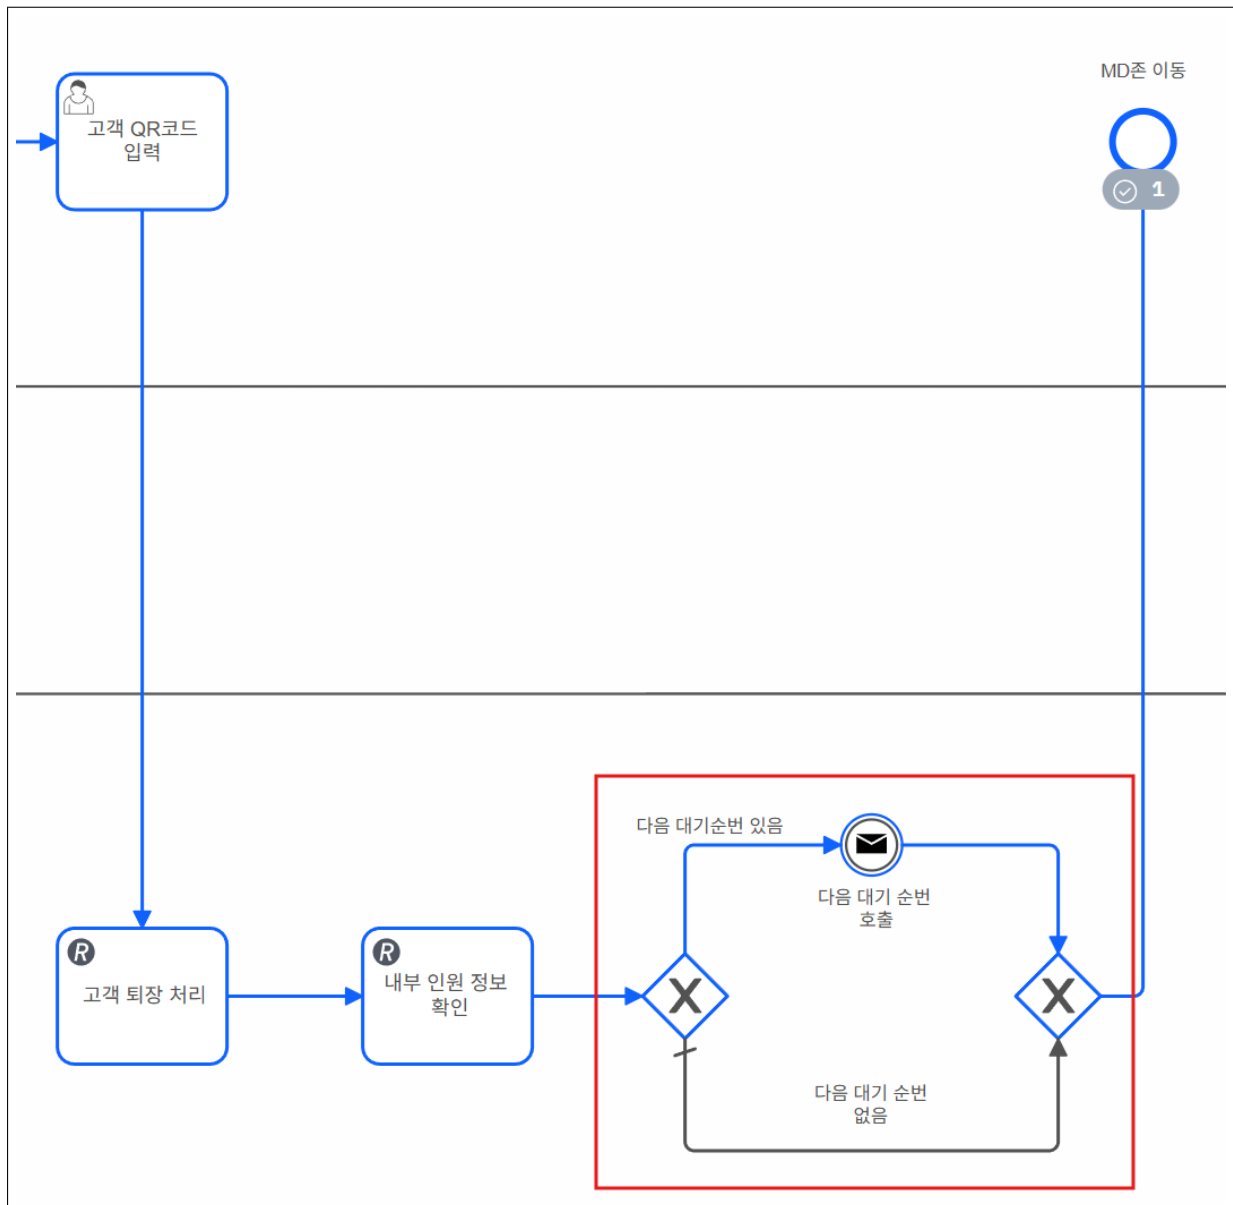 MD존 이동
고객 QR코드
입력
1
다음 대기순번 있음
다음 대기 순번
호출
R
고객 퇴장 처리
R
내부 인원 정보
확인
X
X
다음 대기 순번
없음